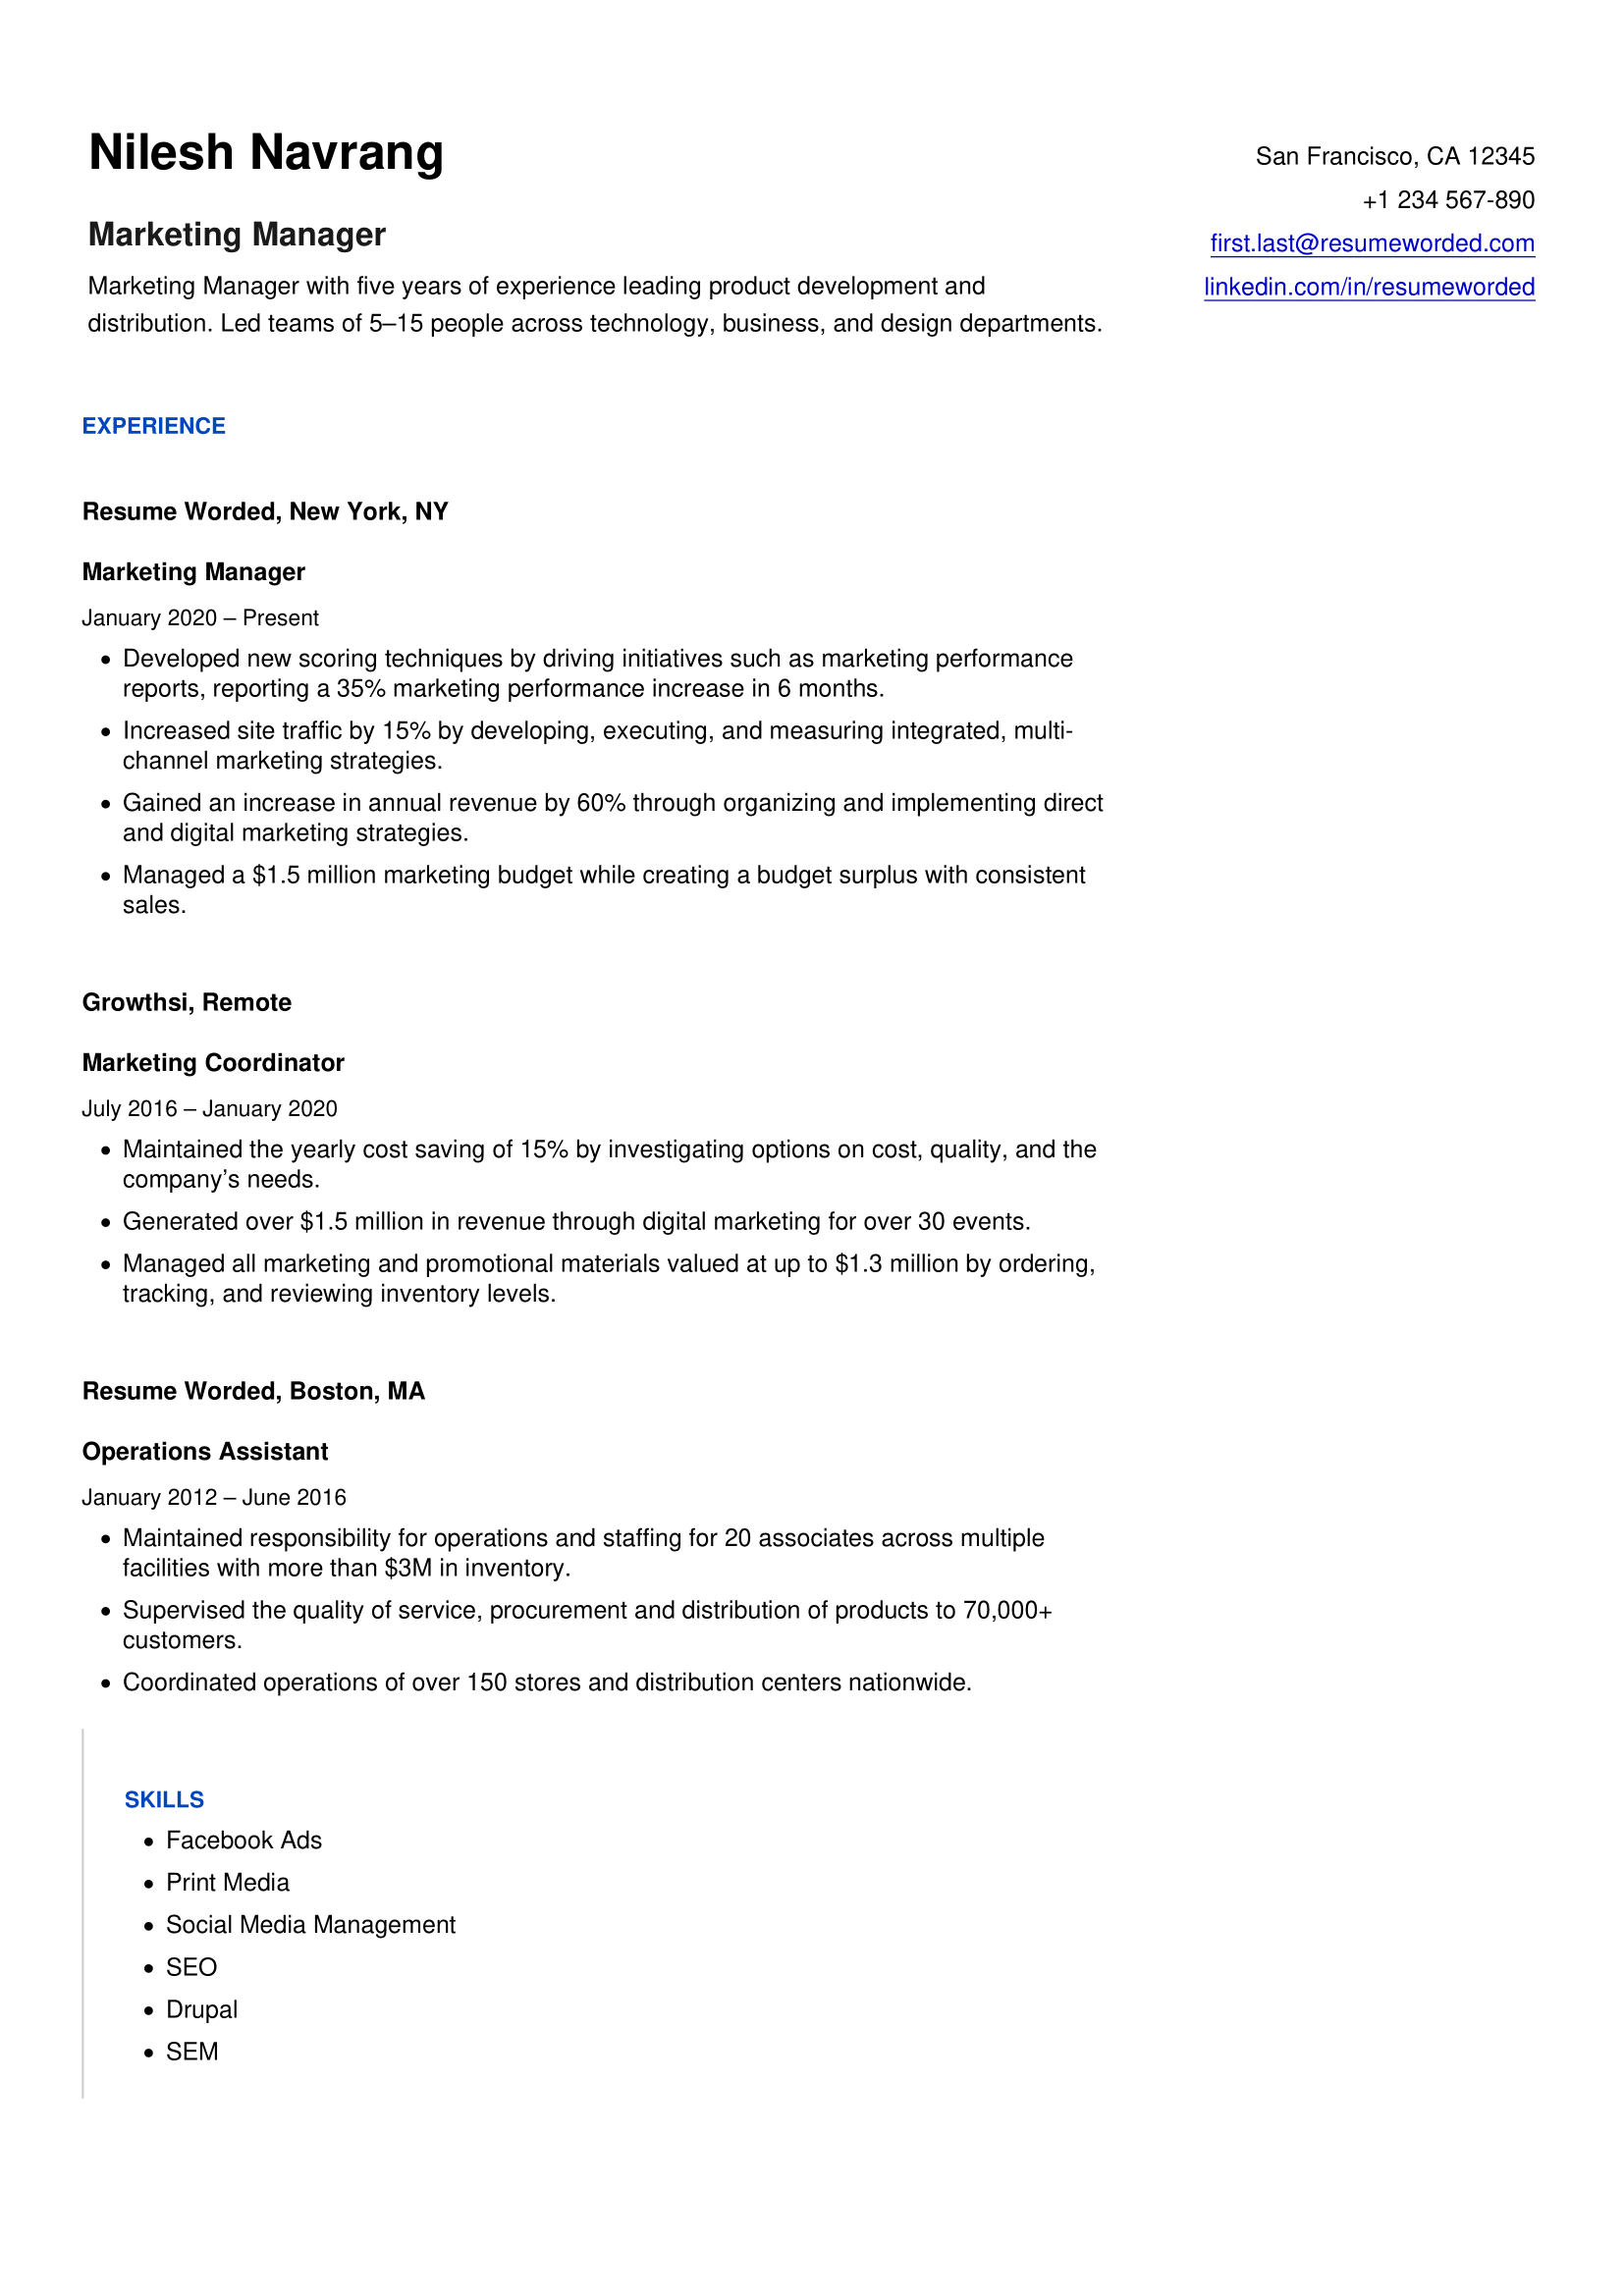 Nilesh Navrang
Marketing Manager
Marketing Manager with five years of experience leading product development and
distribution. Led teams of 5–15 people across technology, business, and design departments.
San Francisco, CA 12345
+1 234 567-890
first.last@resumeworded.com
linkedin.com/in/resumeworded
EXPERIENCE
Resume Worded, New York, NY
Marketing Manager
January 2020 – Present
• Developed new scoring techniques by driving initiatives such as marketing performance
reports, reporting a 35% marketing performance increase in 6 months.
• Increased site traffic by 15% by developing, executing, and measuring integrated, multi-
channel marketing strategies.
• Gained an increase in annual revenue by 60% through organizing and implementing direct
and digital marketing strategies.
• Managed a $1.5 million marketing budget while creating a budget surplus with consistent
sales.
Growthsi, Remote
Marketing Coordinator
July 2016 – January 2020
• Maintained the yearly cost saving of 15% by investigating options on cost, quality, and the
company’s needs.
• Generated over $1.5 million in revenue through digital marketing for over 30 events.
• Managed all marketing and promotional materials valued at up to $1.3 million by ordering,
tracking, and reviewing inventory levels.
Resume Worded, Boston, MA
Operations Assistant
January 2012 – June 2016
• Maintained responsibility for operations and staffing for 20 associates across multiple
facilities with more than $3M in inventory.
• Supervised the quality of service, procurement and distribution of products to 70,000+
customers.
• Coordinated operations of over 150 stores and distribution centers nationwide.
SKILLS
• Facebook Ads
• Print Media
• Social Media Management
• SEO
• Drupal
• SEM